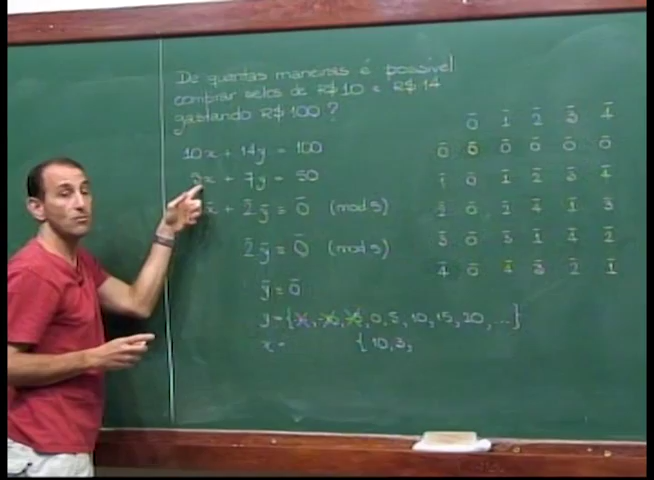 De quantas maneiras é possível
comprar selos de R$10 e R$14
gastando R$100?
10x + 14y = 100
x + 7y = 50
x̄ + 2̄ȳ = 0̄ (mod 5)
2̄ȳ = 0̄ (mod 5)
ȳ = 0̄
y = { 0, 5, 10, 15, 20, ... }
x = { 10, 3,
0̄ 1̄ 2̄ 3̄ 4̄
0̄ 0̄ 0̄ 0̄ 0̄ 0̄
1̄ 0̄ 1̄ 2̄ 3̄ 4̄
2̄ 0̄ 2̄ 4̄ 1̄ 3̄
3̄ 0̄ 3̄ 1̄ 4̄ 2̄
4̄ 0̄ 4̄ 3̄ 2̄ 1̄